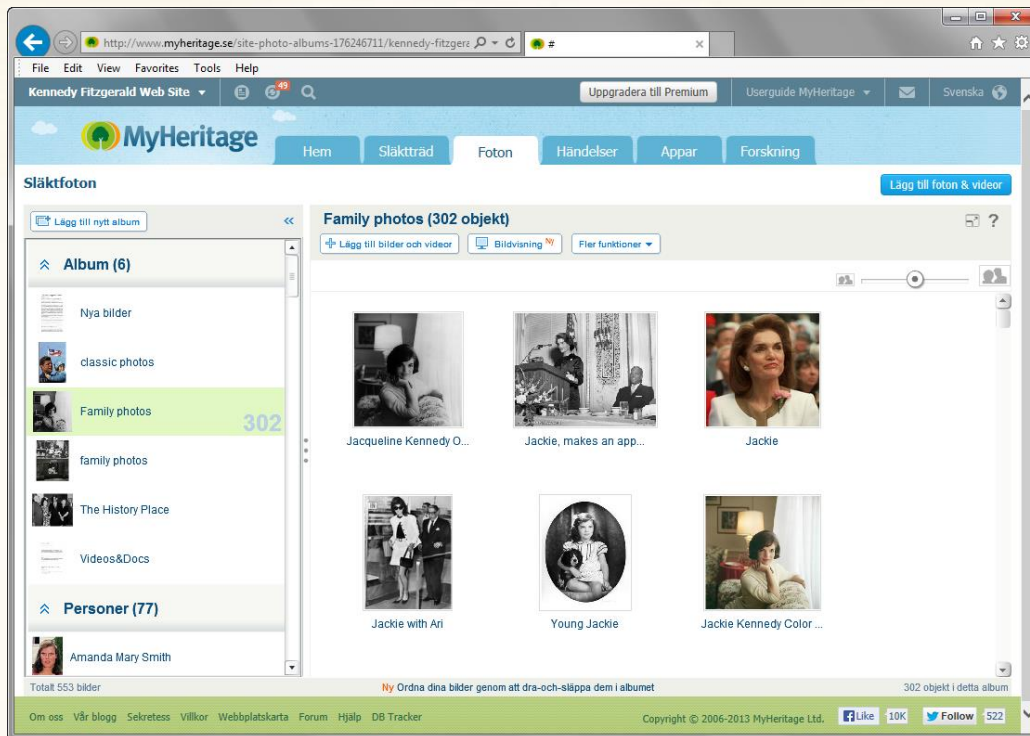 http://www.myheritage.se/site-photo-albums-176246711/kennedy-fitzgera
#
File Edit View Favorites Tools Help
Kennedy Fitzgerald Web Site
49
Uppgradera till Premium
Userguide MyHeritage
Svenska
MyHeritage
Hem
Släktträd
Foton
Händelser
Appar
Forskning
Släktfoton
Lägg till foton & videor
Lägg till nytt album
«
Family photos (302 objekt)
?
Lägg till bilder och videor
Bildvisning Ny
Fler funktioner
Album (6)
Nya bilder
classic photos
Family photos
302
family photos
The History Place
Videos&Docs
Personer (77)
Amanda Mary Smith
Jacqueline Kennedy O...
Jackie, makes an app...
Jackie
Jackie with Ari
Young Jackie
Jackie Kennedy Color ...
Totalt 553 bilder
Ny Ordna dina bilder genom att dra-och-släppa dem i albumet
302 objekt i detta album
Om oss Vår blogg Sekretess Villkor Webbplatskarta Forum Hjälp DB Tracker
Copyright © 2006-2013 MyHeritage Ltd.
Like 10K
Follow 522